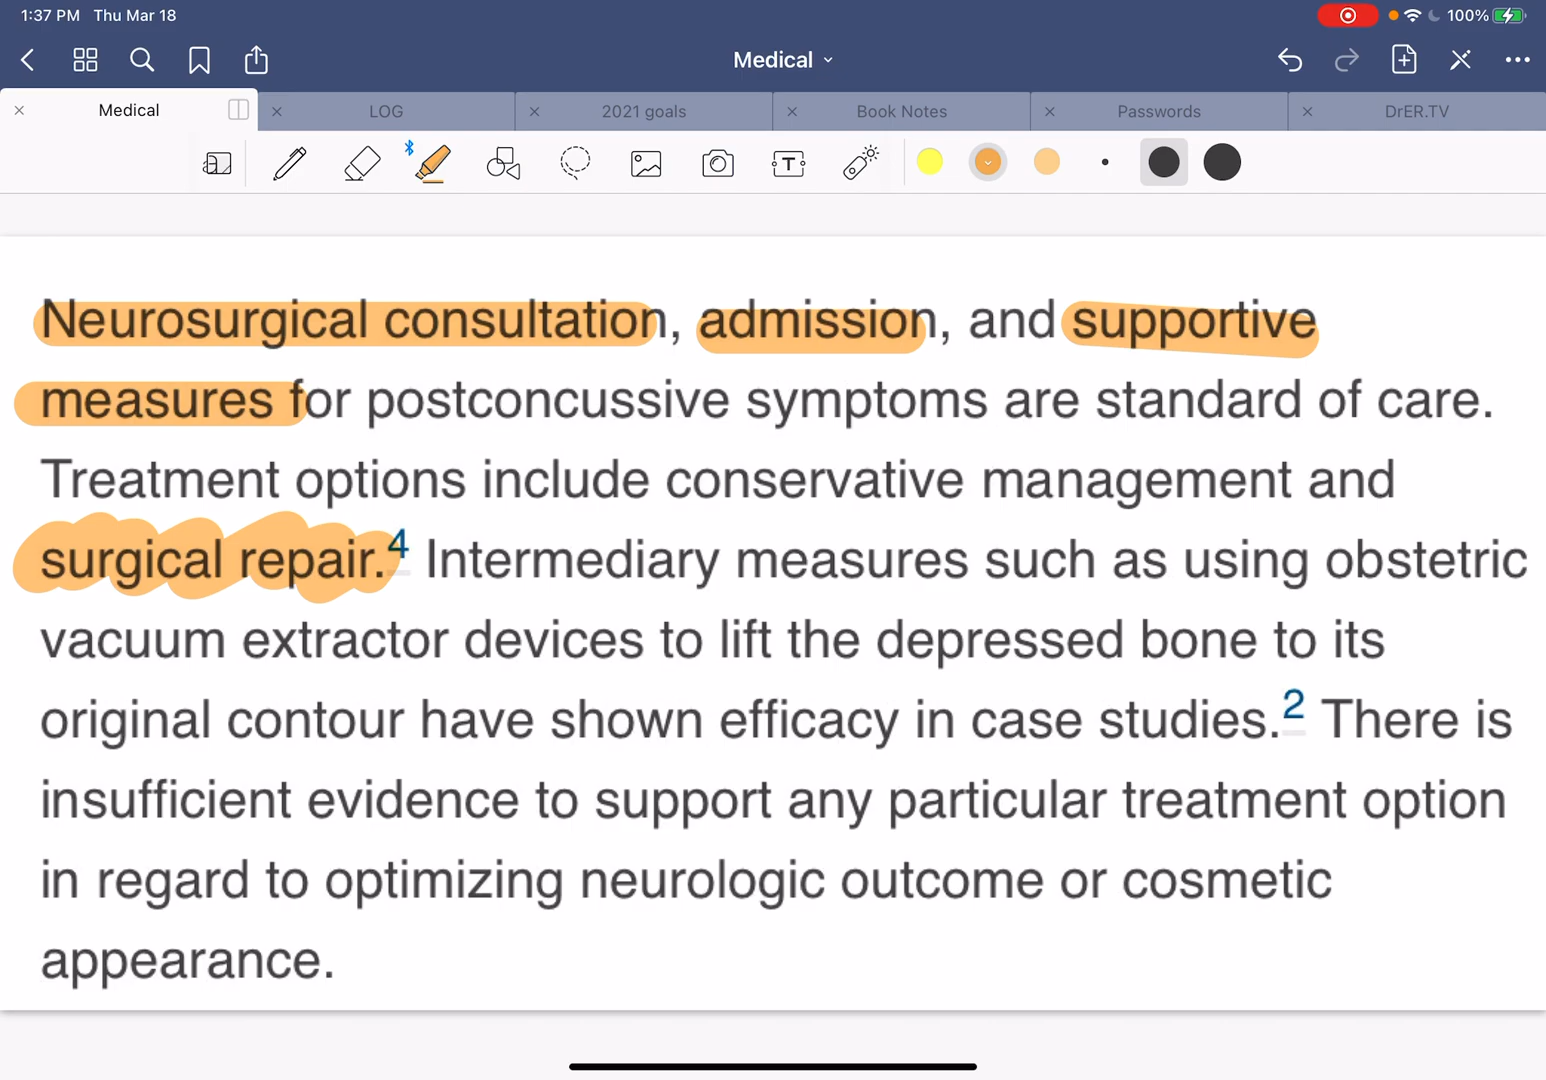 1:37 PM Thu Mar 18
100%
Medical
Medical
LOG
2021 goals
Book Notes
Passwords
DrER.TV
Neurosurgical consultation, admission, and supportive
measures for postconcussive symptoms are standard of care.
Treatment options include conservative management and
surgical repair.4 Intermediary measures such as using obstetric
vacuum extractor devices to lift the depressed bone to its
original contour have shown efficacy in case studies.2 There is
insufficient evidence to support any particular treatment option
in regard to optimizing neurologic outcome or cosmetic
appearance.